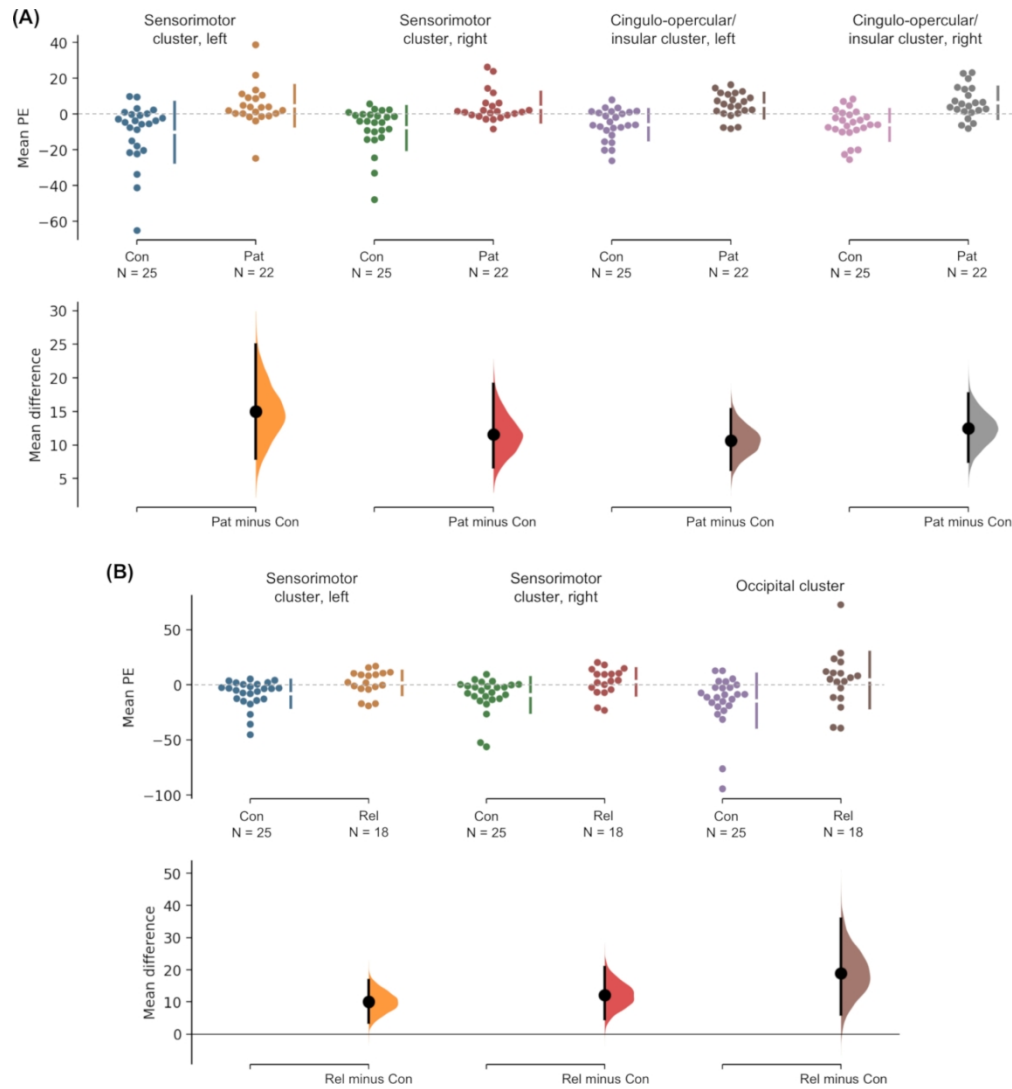 (A)
Sensorimotor
cluster, left
Sensorimotor
cluster, right
Cingulo-opercular/
insular cluster, left
Cingulo-opercular/
insular cluster, right
Mean PE
40
20
0
−20
−40
−60
Con
N = 25
Pat
N = 22
Con
N = 25
Pat
N = 22
Con
N = 25
Pat
N = 22
Con
N = 25
Pat
N = 22
Mean difference
30
25
20
15
10
5
Pat minus Con
Pat minus Con
Pat minus Con
Pat minus Con
(B)
Sensorimotor
cluster, left
Sensorimotor
cluster, right
Occipital cluster
Mean PE
50
0
−50
−100
Con
N = 25
Rel
N = 18
Con
N = 25
Rel
N = 18
Con
N = 25
Rel
N = 18
Mean difference
50
40
30
20
10
0
Rel minus Con
Rel minus Con
Rel minus Con